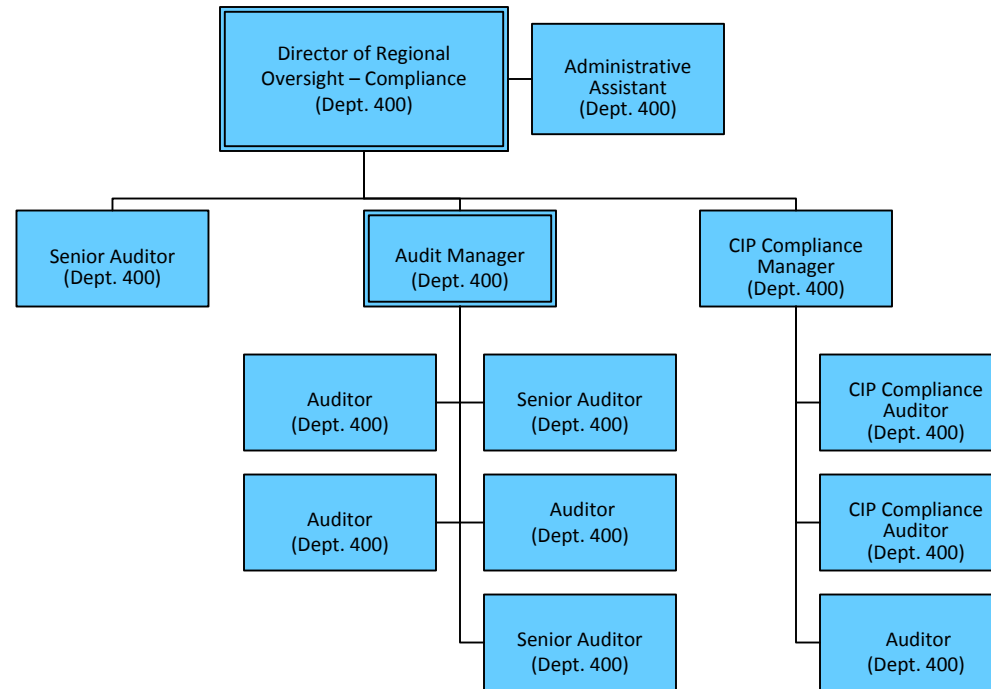 Director of Regional
Oversight – Compliance
(Dept. 400)
Administrative
Assistant
(Dept. 400)
Senior Auditor
(Dept. 400)
Audit Manager
(Dept. 400)
CIP Compliance
Manager
(Dept. 400)
Auditor
(Dept. 400)
Senior Auditor
(Dept. 400)
CIP Compliance
Auditor
(Dept. 400)
Auditor
(Dept. 400)
Auditor
(Dept. 400)
CIP Compliance
Auditor
(Dept. 400)
Senior Auditor
(Dept. 400)
Auditor
(Dept. 400)